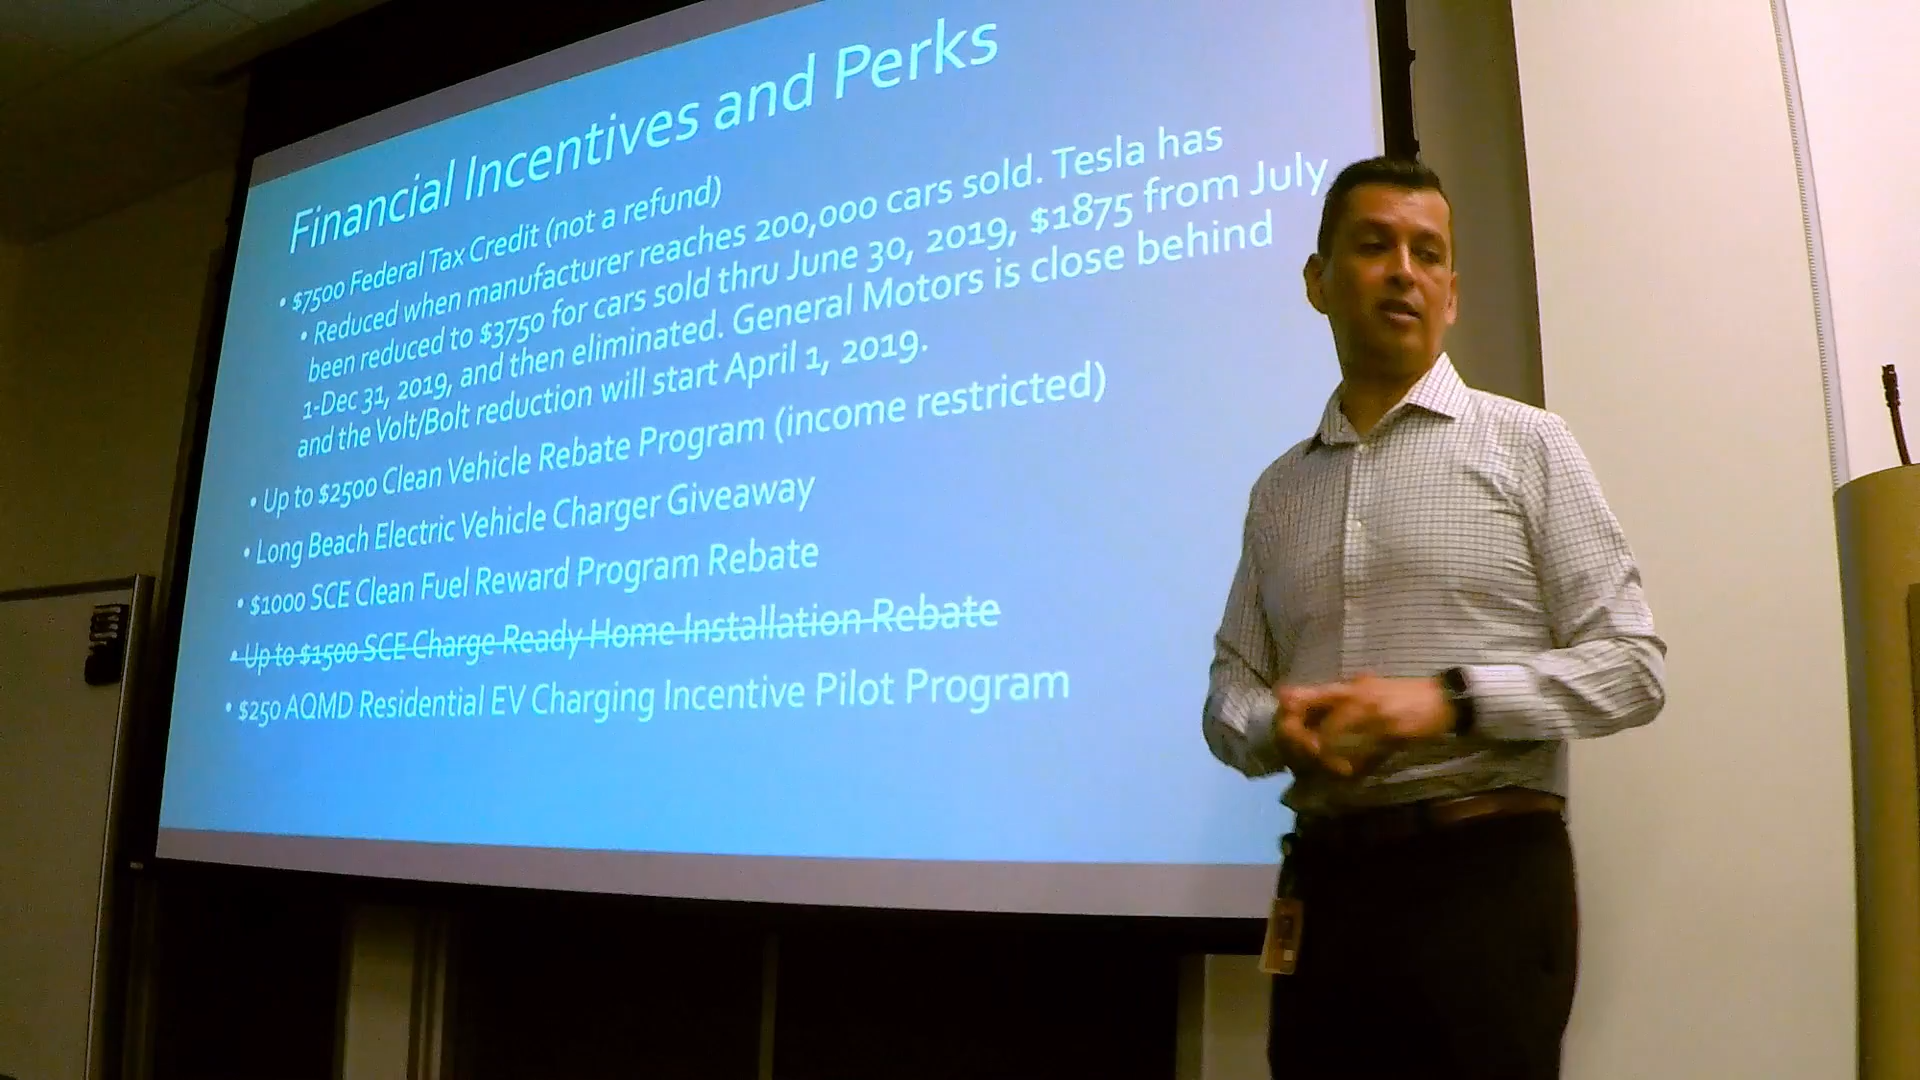 Financial Incentives and Perks
• $7500 Federal Tax Credit (not a refund)
• Reduced when manufacturer reaches 200,000 cars sold. Tesla has
been reduced to $3750 for cars sold thru June 30, 2019, $1875 from July
1-Dec 31, 2019, and then eliminated. General Motors is close behind
and the Volt/Bolt reduction will start April 1, 2019.
• Up to $2500 Clean Vehicle Rebate Program (income restricted)
• Long Beach Electric Vehicle Charger Giveaway
• $1000 SCE Clean Fuel Reward Program Rebate
• Up to $1500 SCE Charge Ready Home Installation Rebate
• $250 AQMD Residential EV Charging Incentive Pilot Program